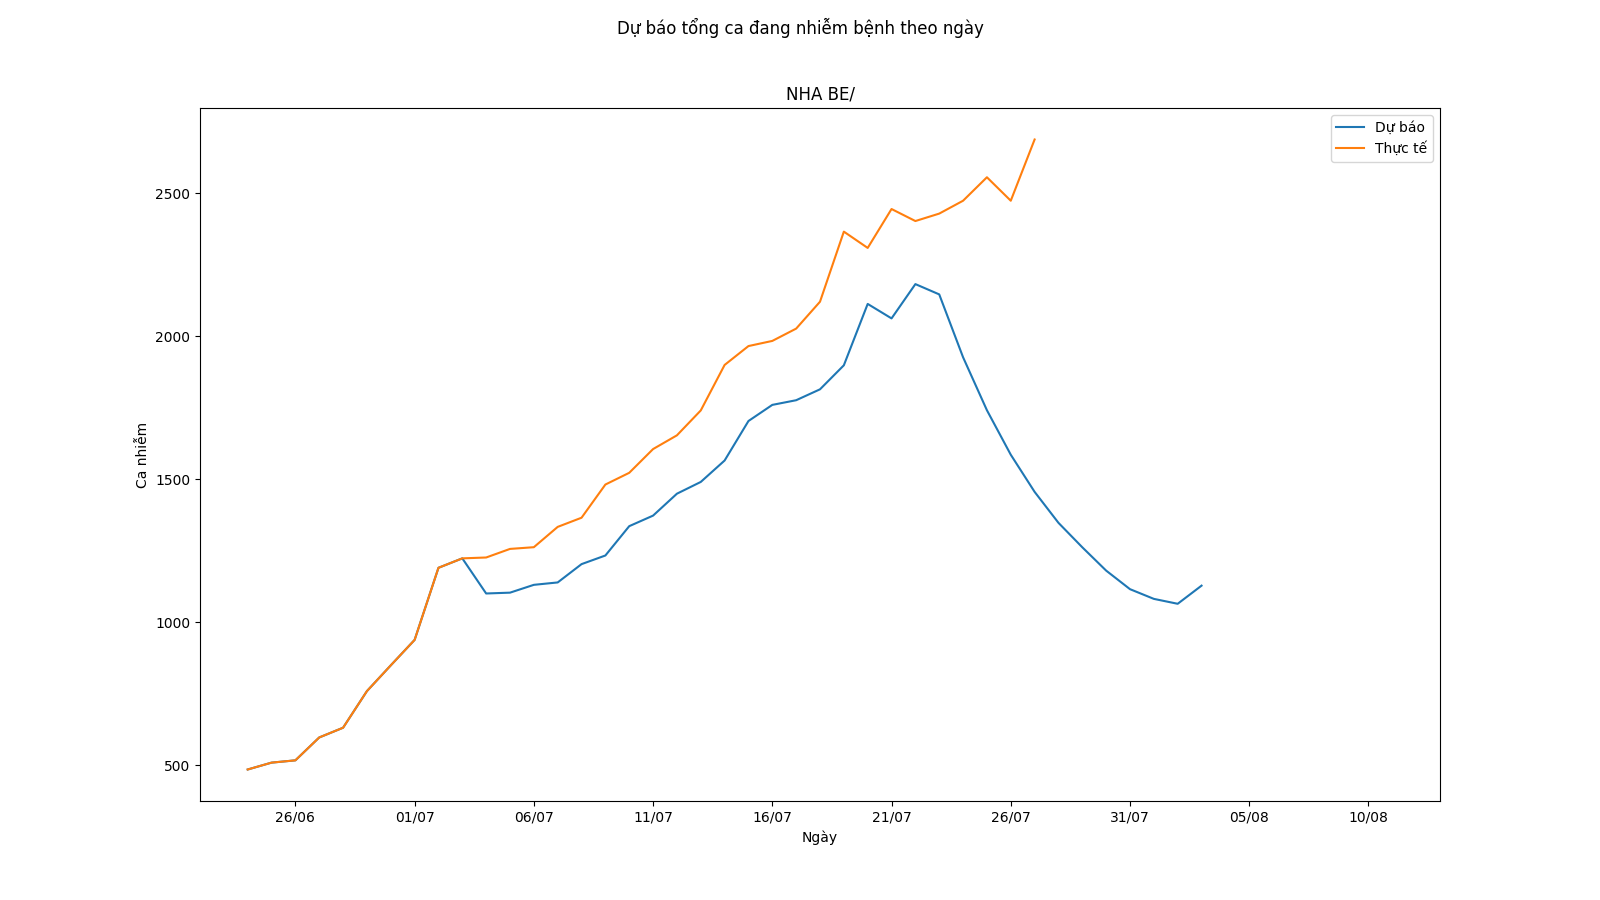 Dự báo tổng ca đang nhiễm bệnh theo ngày
NHA BE/
Dự báo
Thực tế
2500
2000
1500
1000
500
Ca nhiễm
26/06
01/07
06/07
11/07
16/07
21/07
26/07
31/07
05/08
10/08
Ngày